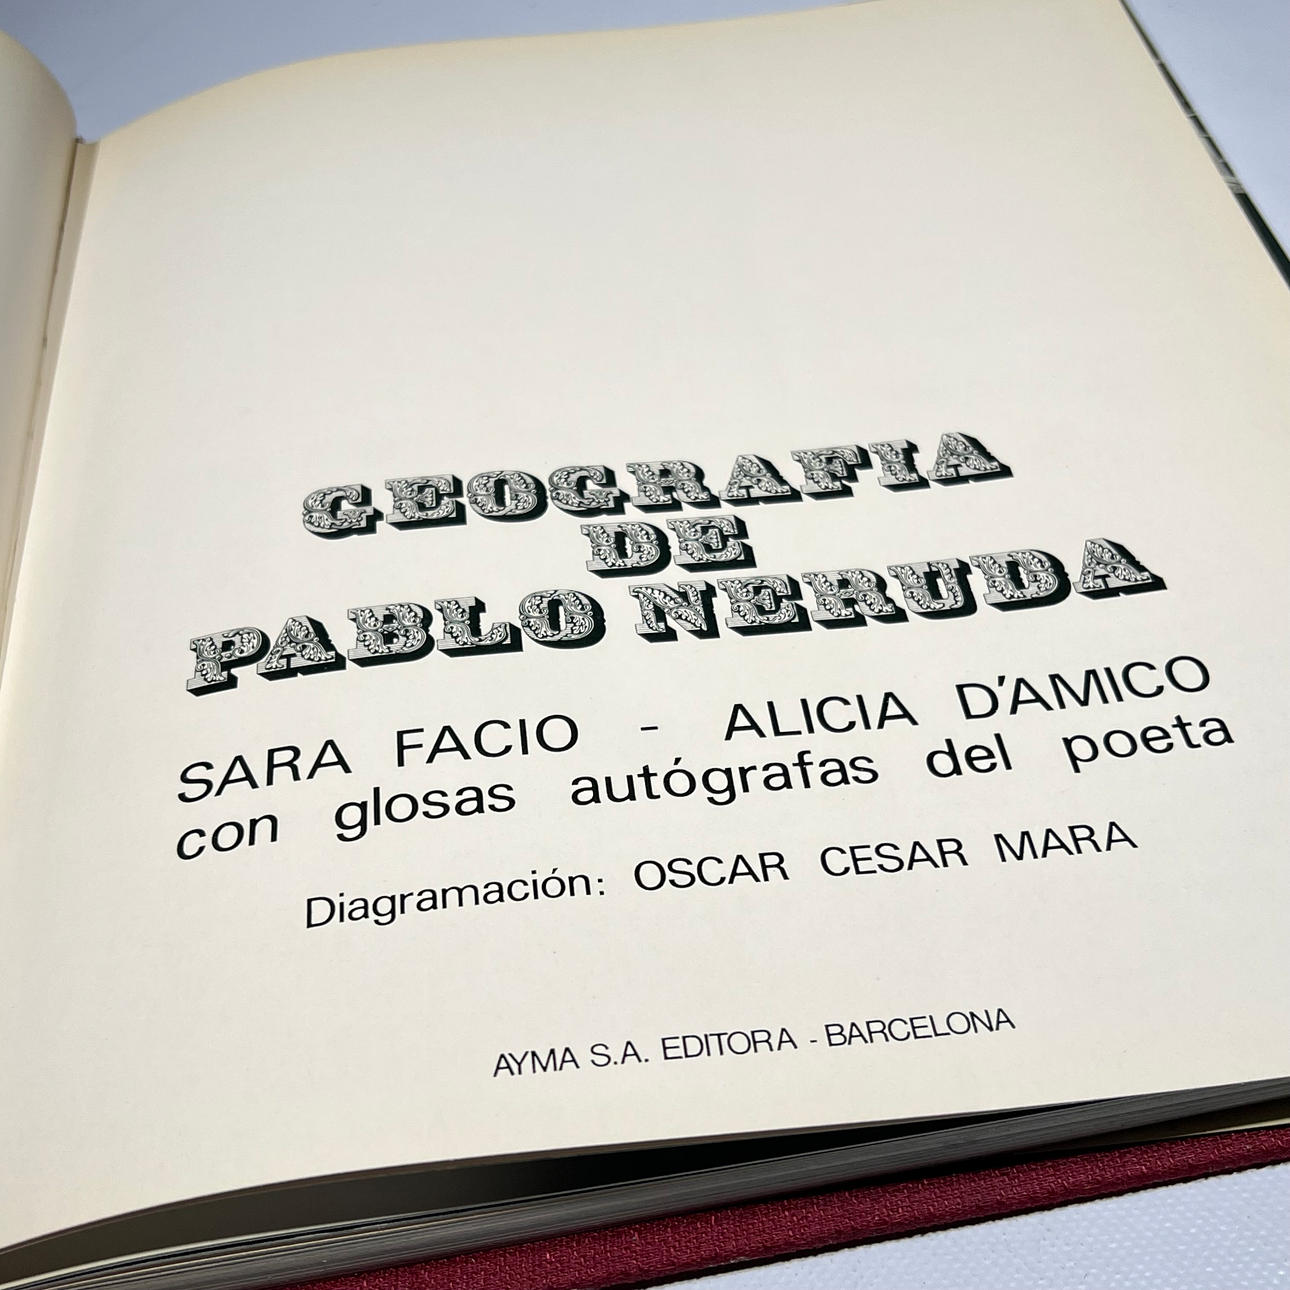 GEOGRAFIA
DE
PABLO NERUDA
SARA FACIO - ALICIA D'AMICO
con glosas autógrafas del poeta
Diagramación: OSCAR CESAR MARA
AYMA S.A. EDITORA - BARCELONA